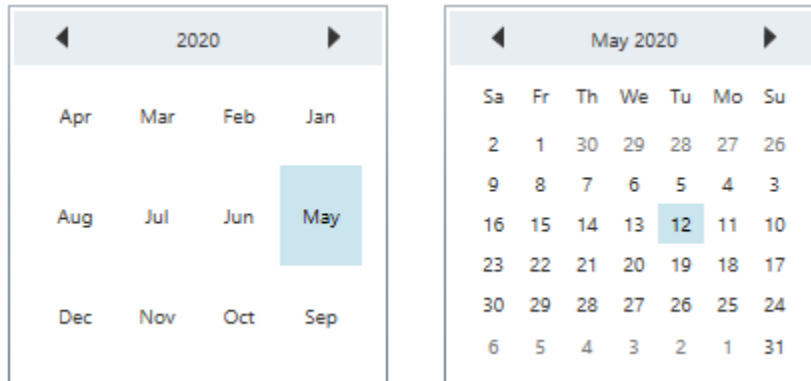 2020
Apr Mar Feb Jan
Aug Jul Jun May
Dec Nov Oct Sep
May 2020
Sa Fr Th We Tu Mo Su
2 1 30 29 28 27 26
9 8 7 6 5 4 3
16 15 14 13 12 11 10
23 22 21 20 19 18 17
30 29 28 27 26 25 24
6 5 4 3 2 1 31